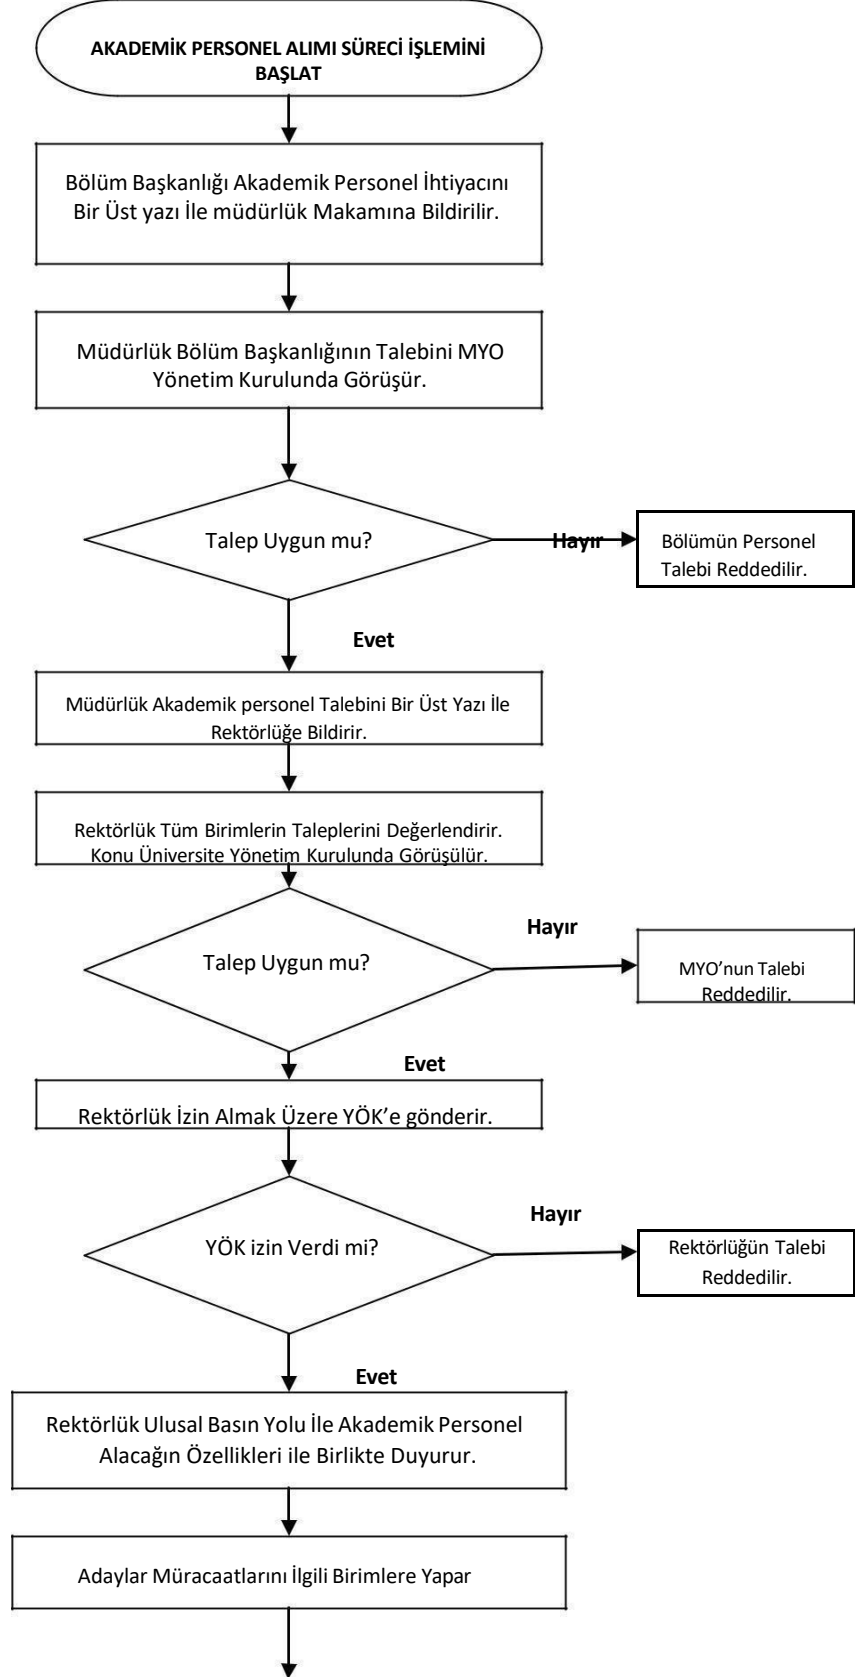 AKADEMİK PERSONEL ALIMI SÜRECİ İŞLEMİNİ
BAŞLAT
Bölüm Başkanlığı Akademik Personel İhtiyacını
Bir Üst yazı İle müdürlük Makamına Bildirilir.
Müdürlük Bölüm Başkanlığının Talebini MYO
Yönetim Kurulunda Görüşür.
Talep Uygun mu?
Hayır
Bölümün Personel
Talebi Reddedilir.
Evet
Müdürlük Akademik personel Talebini Bir Üst Yazı İle
Rektörlüğe Bildirir.
Rektörlük Tüm Birimlerin Taleplerini Değerlendirir.
Konu Üniversite Yönetim Kurulunda Görüşülür.
Talep Uygun mu?
Hayır
MYO’nun Talebi
Reddedilir.
Evet
Rektörlük İzin Almak Üzere YÖK’e gönderir.
YÖK izin Verdi mi?
Hayır
Rektörlüğün Talebi
Reddedilir.
Evet
Rektörlük Ulusal Basın Yolu İle Akademik Personel
Alacağın Özellikleri ile Birlikte Duyurur.
Adaylar Müracaatlarını İlgili Birimlere Yapar